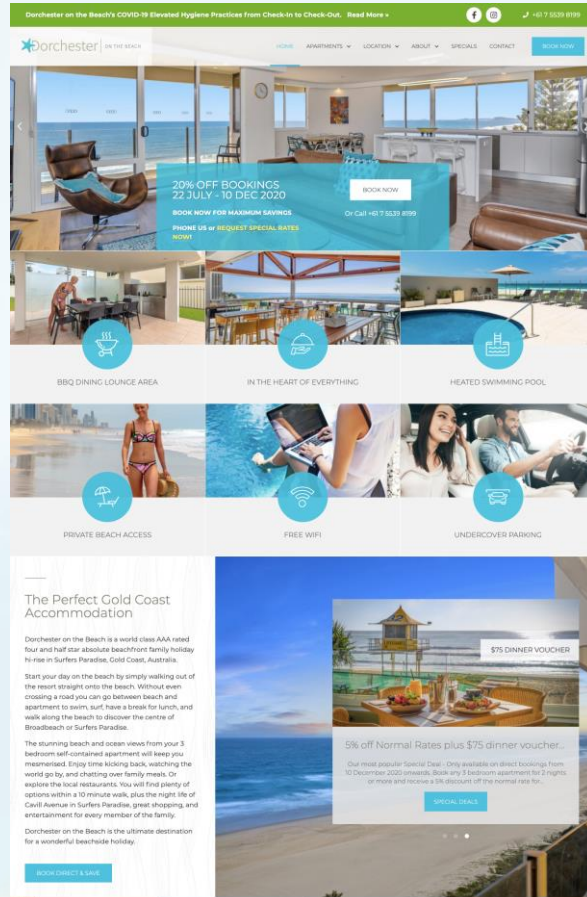 Dorchester on the Beach's COVID-19 Elevated Hygiene Practices from Check-In to Check-Out. Read More »
+61 7 5539 8199
Dorchester ON THE BEACH
HOME APARTMENTS LOCATION ABOUT SPECIALS CONTACT BOOK NOW
20% OFF BOOKINGS
22 JULY - 10 DEC 2020
BOOK NOW FOR MAXIMUM SAVINGS
PHONE US or REQUEST SPECIAL RATES
NOW!
BOOK NOW
Or Call +61 7 5539 8199
BBQ DINING LOUNGE AREA
IN THE HEART OF EVERYTHING
HEATED SWIMMING POOL
PRIVATE BEACH ACCESS
FREE WIFI
UNDERCOVER PARKING
The Perfect Gold Coast
Accommodation
Dorchester on the Beach is a world class AAA rated
four and half star absolute beachfront family holiday
hi-rise in Surfers Paradise, Gold Coast, Australia.
Start your day on the beach by simply walking out of
the resort straight onto the beach. Without even
crossing a road you can go between beach and
apartment to swim, surf, have a break for lunch, and
walk along the beach to discover the centre of
Broadbeach or Surfers Paradise.
The stunning beach and ocean views from your 3
bedroom self-contained apartment will keep you
mesmerised. Enjoy time kicking back, watching the
world go by, and chatting over family meals. Or
explore the local restaurants. You will find plenty of
options within a 10 minute walk, plus the night life of
Cavill Avenue in Surfers Paradise, great shopping, and
entertainment for every member of the family.
Dorchester on the Beach is the ultimate destination
for a wonderful beachside holiday.
BOOK DIRECT & SAVE
$75 DINNER VOUCHER
5% off Normal Rates plus $75 dinner voucher...
Our most popular Special Deal - Only available on direct bookings from
10 December 2020 onwards. Book any 3 bedroom apartment for 2 nights
or more and receive a 5% discount off the normal rate for...
SPECIAL DEALS